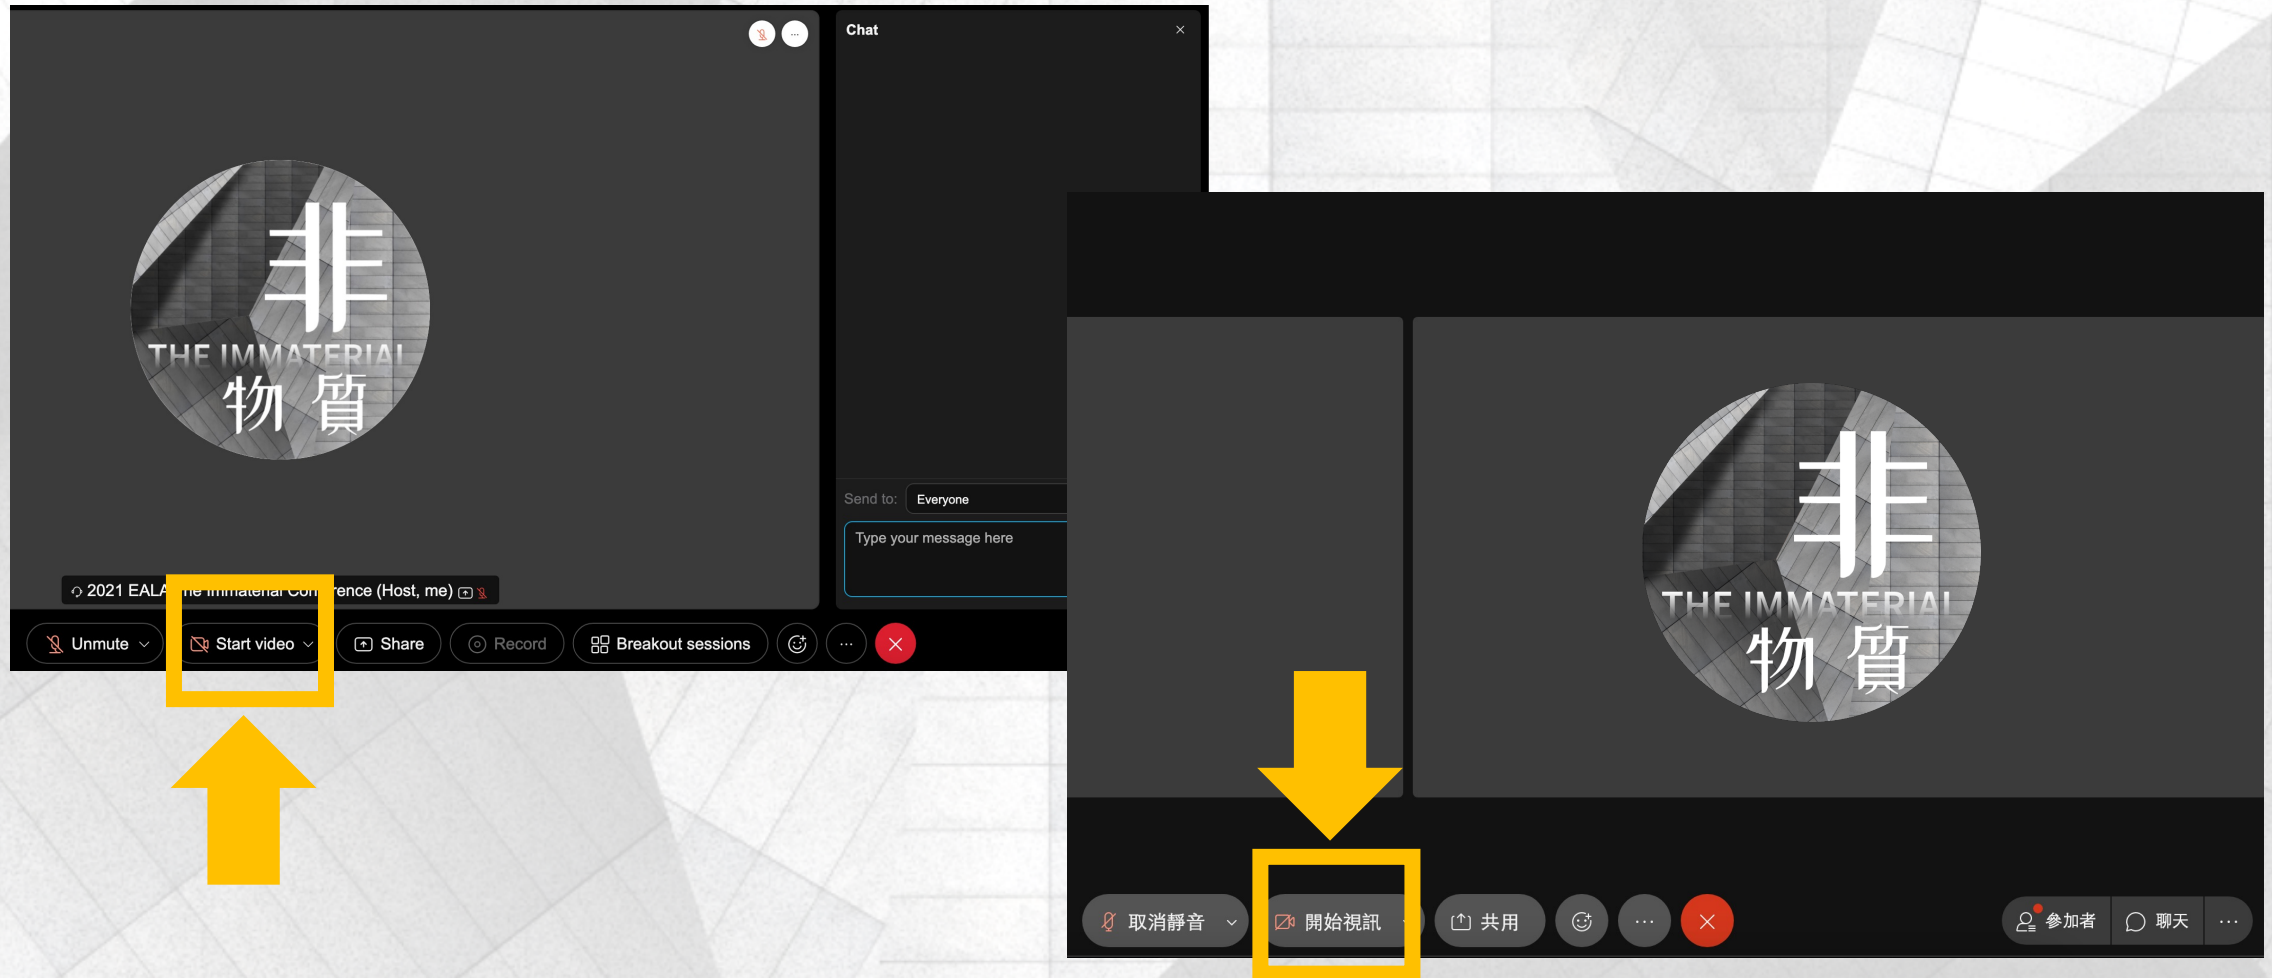 Chat
非
THE IMMATERIAL
物質
Send to: Everyone
Type your message here
2021 EALA
rence (Host, me)
Unmute
Start video
Share
Record
Breakout sessions
非
THE IMMATERIAL
物質
取消靜音
開始視訊
共用
參加者
聊天